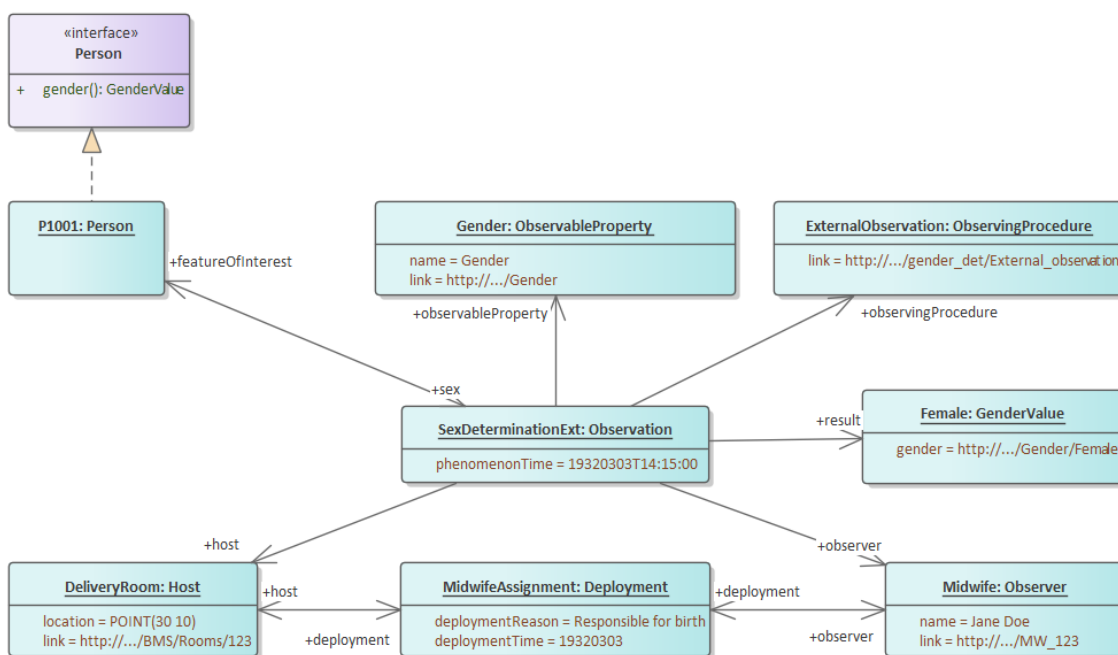 «interface»
Person
+ gender(): GenderValue
P1001: Person
+featureOfInterest
Gender: ObservableProperty
name = Gender
link = http://.../Gender
+observableProperty
ExternalObservation: ObservingProcedure
link = http://.../gender_det/External_observation
+observingProcedure
+sex
SexDeterminationExt: Observation
phenomenonTime = 19320303T14:15:00
+result
Female: GenderValue
gender = http://.../Gender/Female
+host
+observer
DeliveryRoom: Host
location = POINT(30 10)
link = http://.../BMS/Rooms/123
+host
+deployment
MidwifeAssignment: Deployment
deploymentReason = Responsible for birth
deploymentTime = 19320303
+deployment
+observer
Midwife: Observer
name = Jane Doe
link = http://.../MW_123